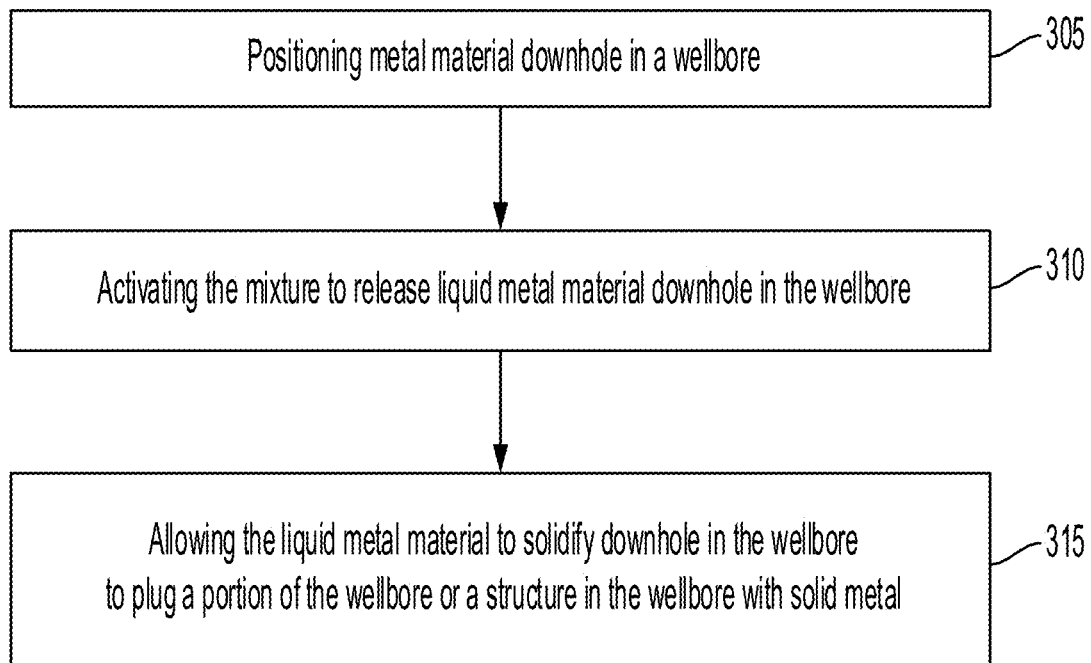 Positioning metal material downhole in a wellbore
305
Activating the mixture to release liquid metal material downhole in the wellbore
310
Allowing the liquid metal material to solidify downhole in the wellbore
to plug a portion of the wellbore or a structure in the wellbore with solid metal
315